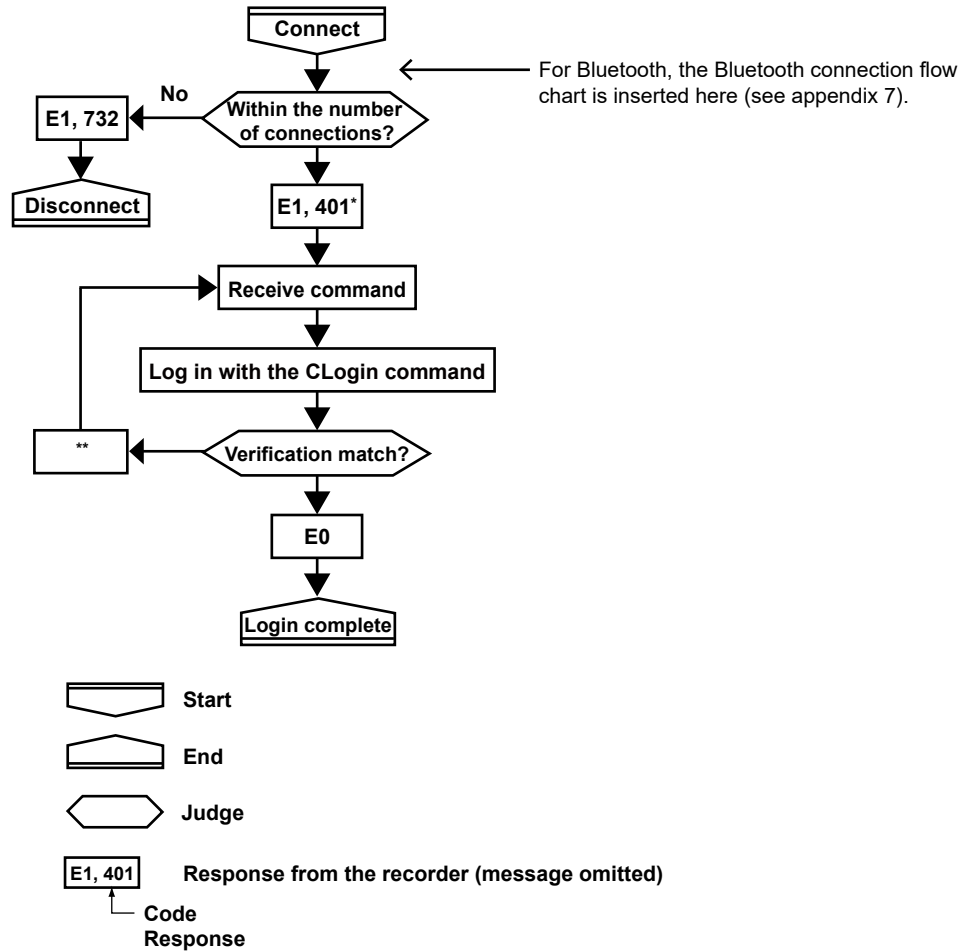 Connect
For Bluetooth, the Bluetooth connection flow
chart is inserted here (see appendix 7).
No
E1, 732
Within the number
of connections?
Disconnect
E1, 401*
Receive command
Log in with the CLogin command
**
Verification match?
E0
Login complete
Start
End
Judge
E1, 401
Response from the recorder (message omitted)
Code
Response